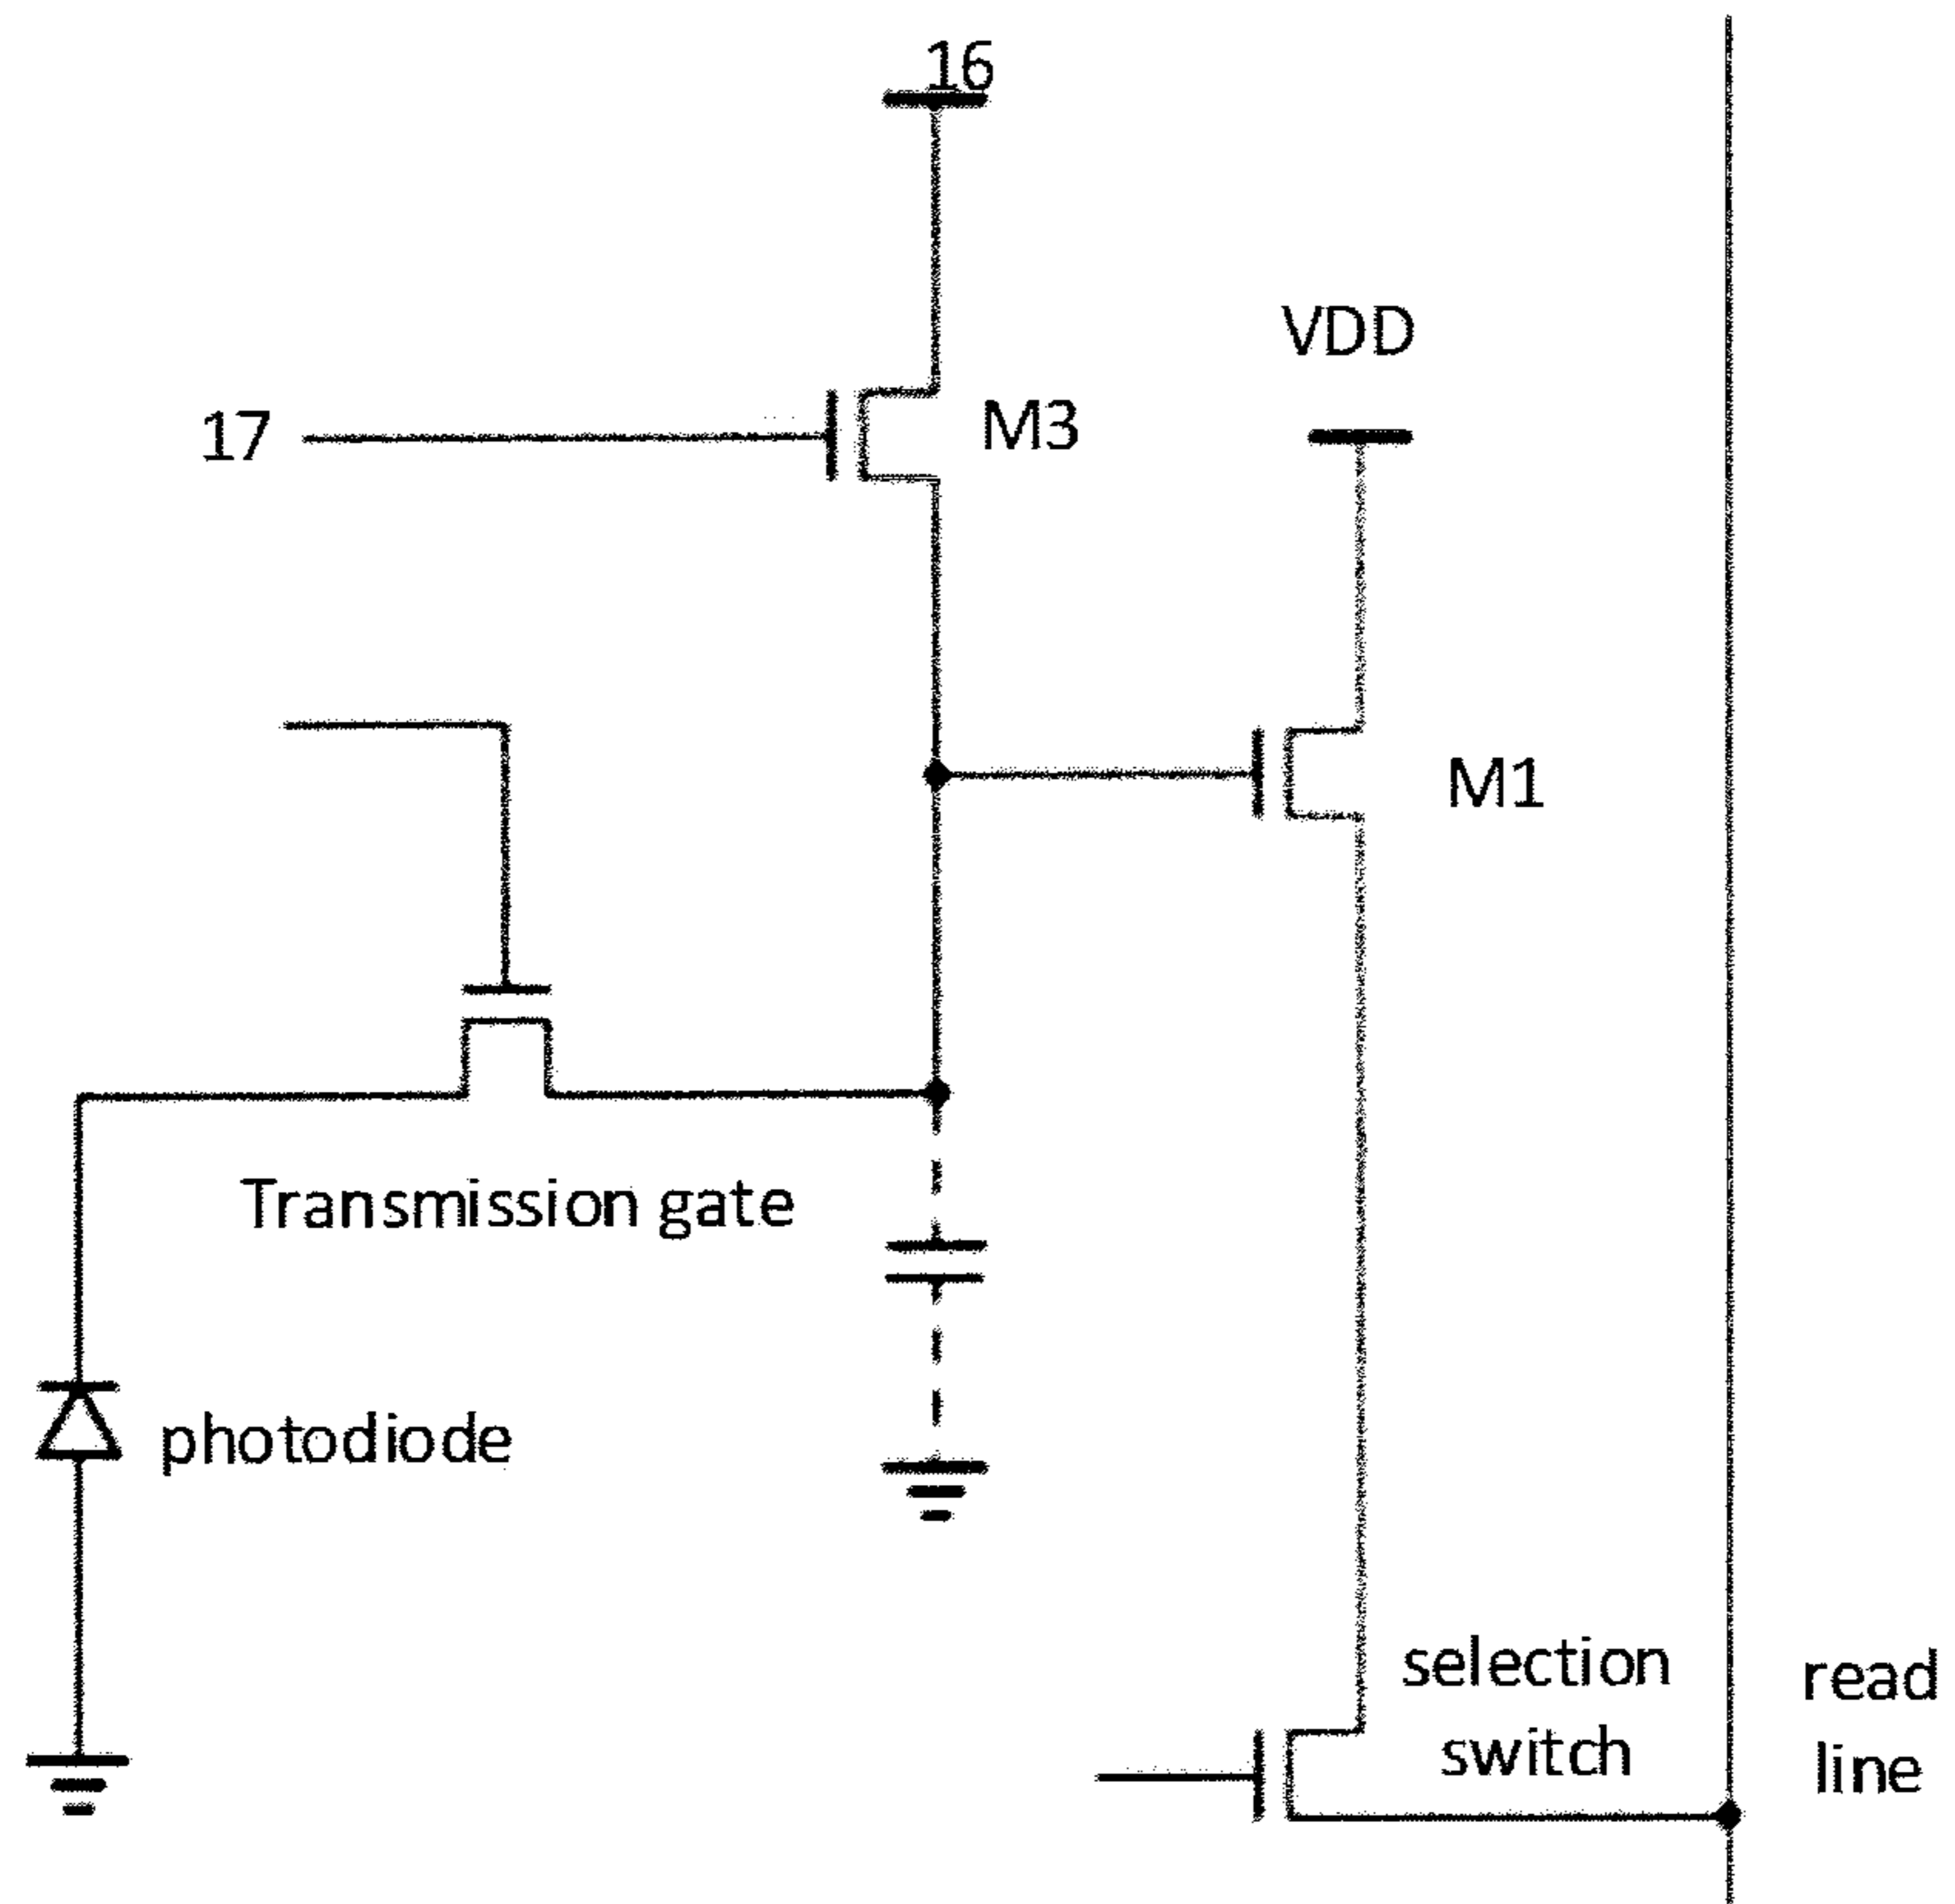 16
VDD
M3
17
M1
Transmission gate
photodiode
selection
switch
read
line